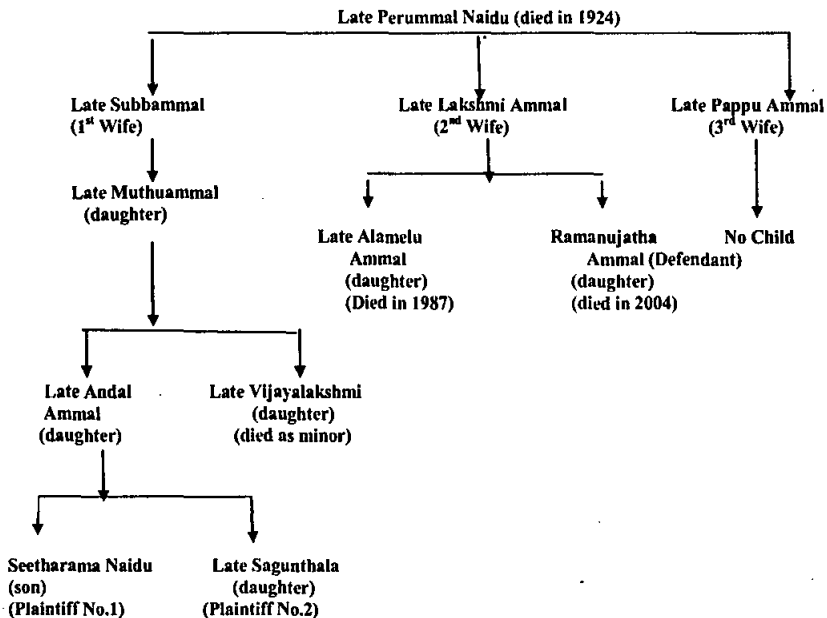 Late Perummal Naidu (died in 1924)
Late Subbammal
(1st Wife)
Late Lakshmi Ammal
(2nd Wife)
Late Pappu Ammal
(3rd Wife)
Late Muthuammal
(daughter)
Late Alamelu
Ammal
(daughter)
(Died in 1987)
Ramanujatha
Ammal (Defendant)
(daughter)
(died in 2004)
No Child
Late Andal
Ammal
(daughter)
Late Vijayalakshmi
(daughter)
(died as minor)
Seetharama Naidu
(son)
(Plaintiff No.1)
Late Sagunthala
(daughter)
(Plaintiff No.2)